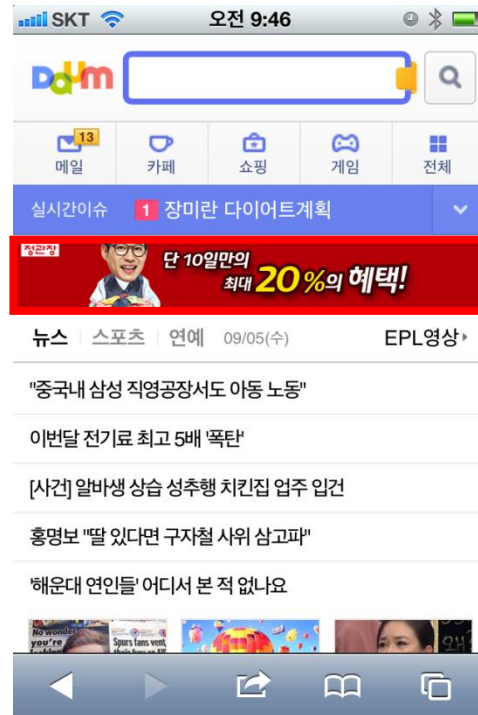 SKT 오전 9:46
Daum
13
메일 카페 쇼핑 게임 전체
실시간이슈 1 장미란 다이어트계획
정관장
단 10일만의
최대 20%의 혜택!
뉴스 스포츠 연예 09/05(수) EPL영상
"중국내 삼성 직영공장서도 아동 노동"
이번달 전기료 최고 5배 '폭탄'
[사건] 알바생 상습 성추행 치킨집 업주 입건
홍명보 "딸 있다면 구자철 사위 삼고파"
'해운대 연인들' 어디서 본 적 없나요
No wonder
you're
Spurs fans vent